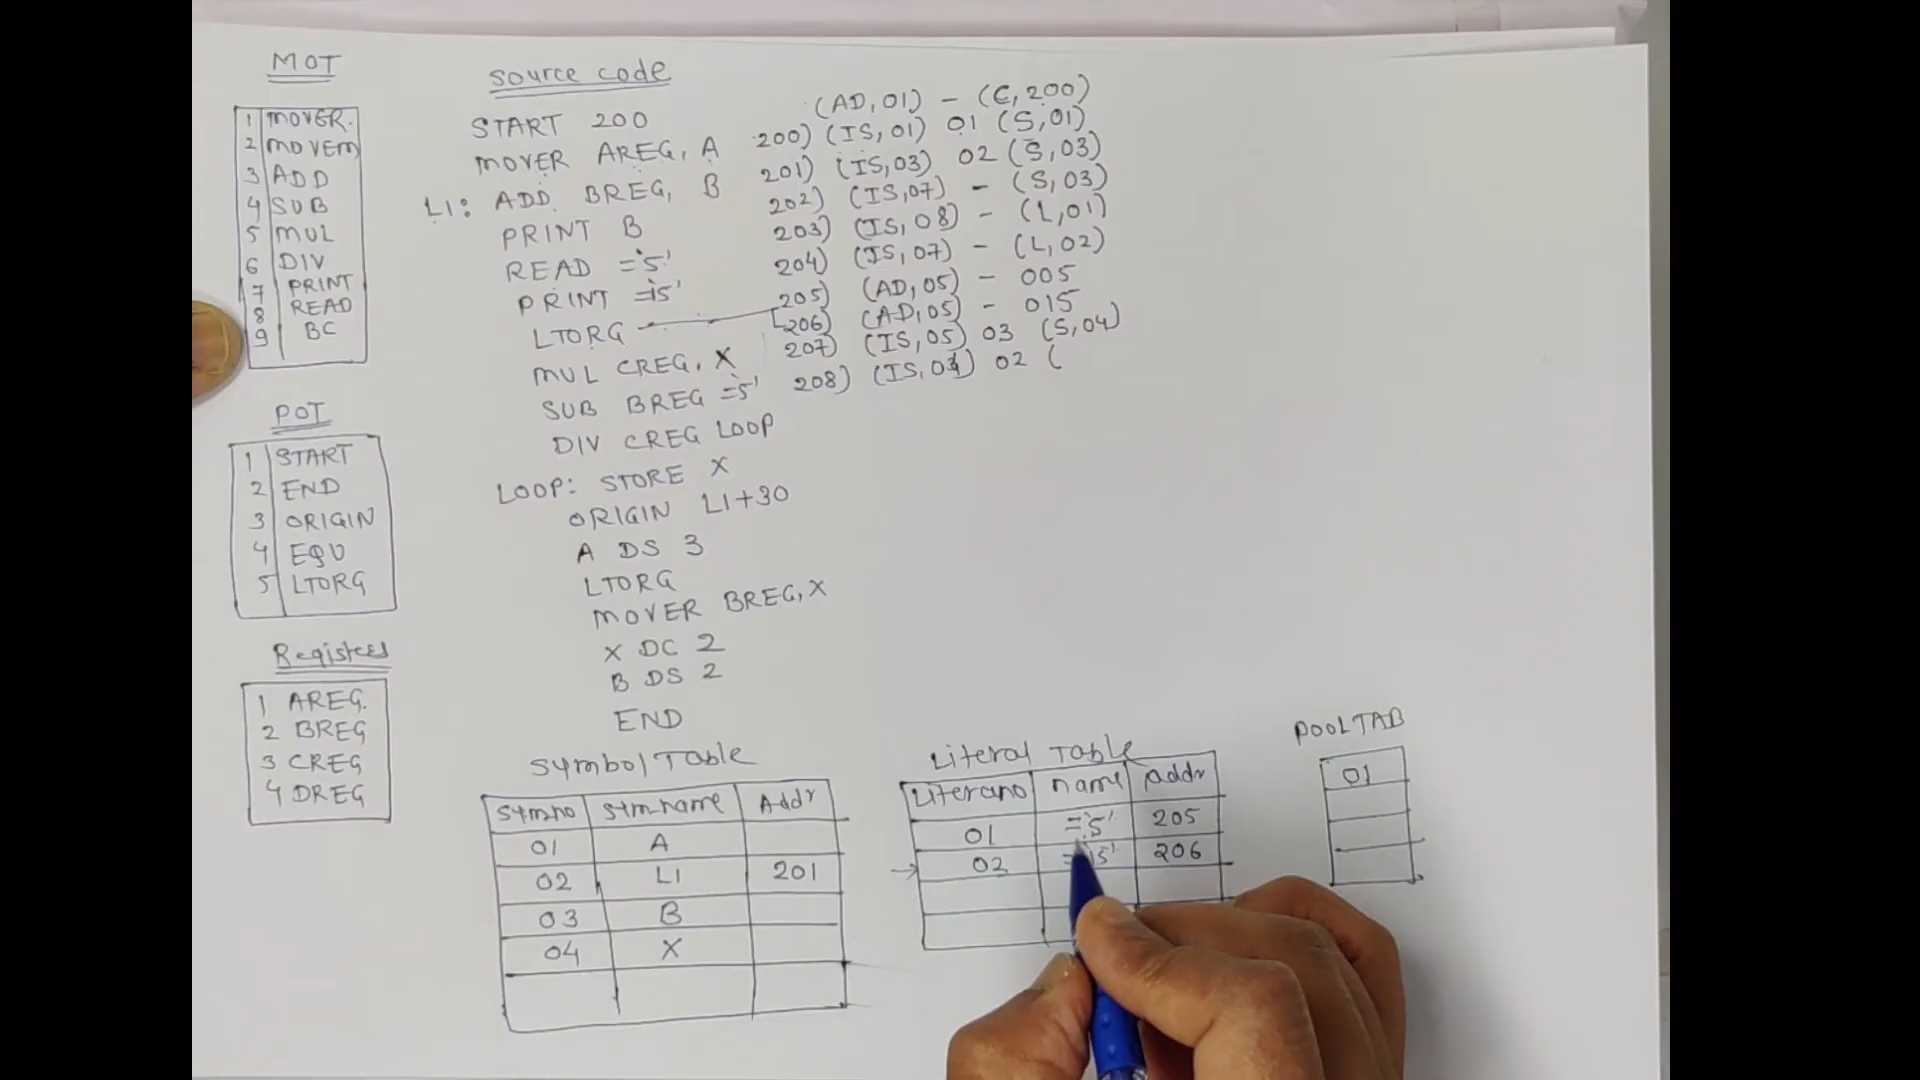 MOT
1 MOVER.
2 MOVEM
3 ADD
4 SUB
5 MUL
6 DIV
7 PRINT
8 READ
9 BC
POT
1 START
2 END
3 ORIGIN
4 EQU
5 LTORG
Registers
1 AREG.
2 BREG
3 CREG
4 DREG
Source code
START 200 (AD,01) - (C,200)
MOVER AREG, A 200) (IS,01) 01 (S,01)
L1: ADD BREG, B 201) (IS,03) 02 (S,03)
PRINT B 202) (IS,07) - (S,03)
READ ='5' 203) (IS,08) - (L,01)
PRINT ='15' 204) (IS,07) - (L,02)
LTORG 205) (AD,05) - 005
206) (AD,05) - 015
MUL CREG, X 207) (IS,05) 03 (S,04)
SUB BREG ='5' 208) (IS,04) 02 (
DIV CREG LOOP
LOOP: STORE X
ORIGIN L1+30
A DS 3
LTORG
MOVER BREG, X
X DC 2
B DS 2
END
Symbol Table
Symno Sym-name Addr
01 A
02 L1 201
03 B
04 X
Literal Table
Literalno name addr
01 ='5' 205
02 ='15' 206
POOLTAB
01